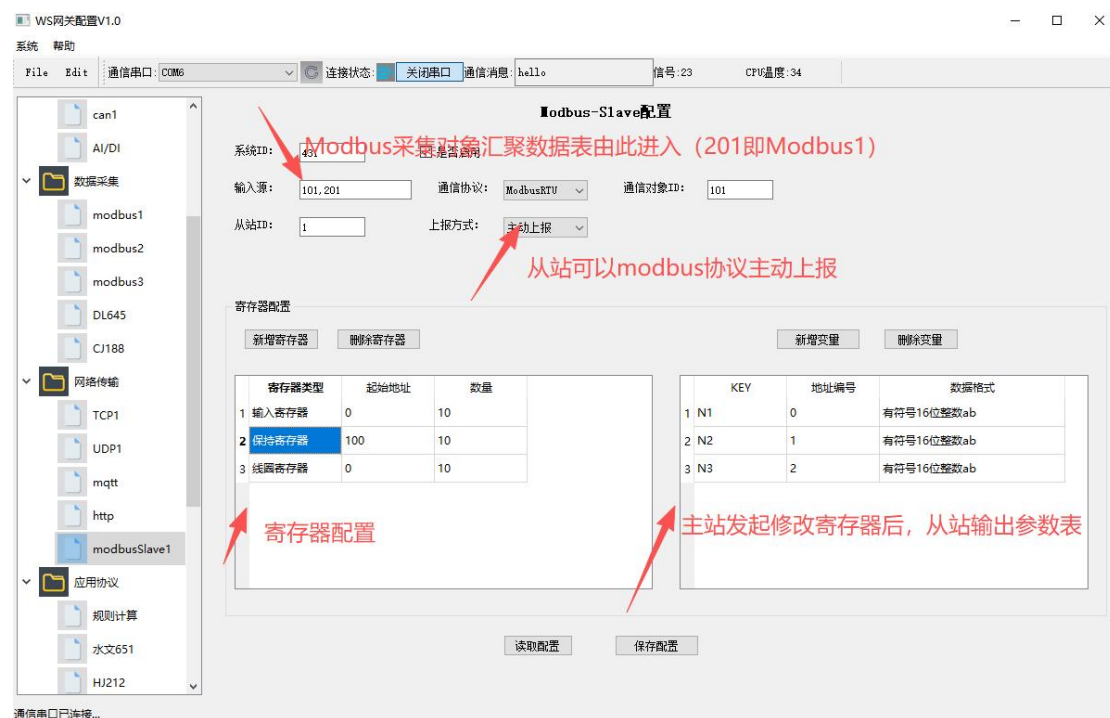 WS网关配置V1.0
系统 帮助
File Edit 通信串口: COM6 连接状态: 关闭串口 通信消息: hello 信号:23 CPU温度:34
can1
AI/DI
数据采集
modbus1
modbus2
modbus3
DL645
CJ188
网络传输
TCP1
UDP1
mqtt
http
modbusSlave1
应用协议
规则计算
水文651
HJ212
Modbus-Slave配置
Modbus采集对象汇聚数据表由此进入（201即Modbus1）
系统ID: 431 是否启用
输入源: 101,201 通信协议: ModbusRTU 通信对象ID: 101
从站ID: 1 上报方式: 主动上报
从站可以modbus协议主动上报
寄存器配置
新增寄存器 删除寄存器 新增变量 删除变量
寄存器类型 起始地址 数量
1 输入寄存器 0 10
2 保持寄存器 100 10
3 线圈寄存器 0 10
寄存器配置
KEY 地址编号 数据格式
1 N1 0 有符号16位整数ab
2 N2 1 有符号16位整数ab
3 N3 2 有符号16位整数ab
主站发起修改寄存器后，从站输出参数表
读取配置 保存配置
通信串口已连接...